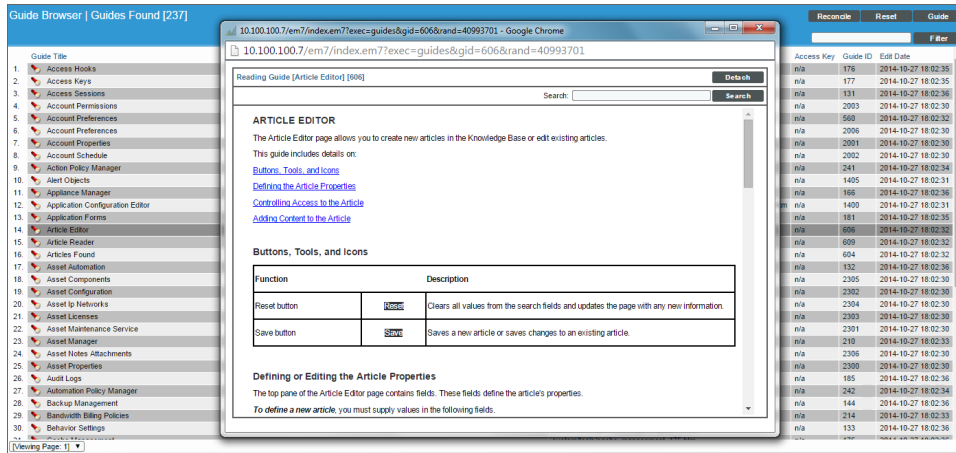 Guide Browser | Guides Found [237]
Reconcile Reset Guide
Filter
Guide Title Access Key Guide ID Edit Date
1. Access Hooks n/a 176 2014-10-27 18:02:35
2. Access Keys n/a 177 2014-10-27 18:02:35
3. Access Sessions n/a 131 2014-10-27 18:02:36
4. Account Permissions n/a 2003 2014-10-27 18:02:30
5. Account Preferences n/a 560 2014-10-27 18:02:32
6. Account Preferences n/a 2006 2014-10-27 18:02:30
7. Account Properties n/a 2001 2014-10-27 18:02:30
8. Account Schedule n/a 2002 2014-10-27 18:02:30
9. Action Policy Manager n/a 241 2014-10-27 18:02:34
10. Alert Objects n/a 1405 2014-10-27 18:02:31
11. Appliance Manager n/a 166 2014-10-27 18:02:36
12. Application Configuration Editor n/a 1400 2014-10-27 18:02:31
13. Application Forms n/a 181 2014-10-27 18:02:35
14. Article Editor n/a 606 2014-10-27 18:02:32
15. Article Reader n/a 609 2014-10-27 18:02:32
16. Articles Found n/a 604 2014-10-27 18:02:32
17. Asset Automation n/a 132 2014-10-27 18:02:36
18. Asset Components n/a 2305 2014-10-27 18:02:30
19. Asset Configuration n/a 2302 2014-10-27 18:02:30
20. Asset Ip Networks n/a 2304 2014-10-27 18:02:30
21. Asset Licenses n/a 2303 2014-10-27 18:02:30
22. Asset Maintenance Service n/a 2301 2014-10-27 18:02:30
23. Asset Manager n/a 210 2014-10-27 18:02:33
24. Asset Notes Attachments n/a 2306 2014-10-27 18:02:30
25. Asset Properties n/a 2300 2014-10-27 18:02:30
26. Audit Logs n/a 185 2014-10-27 18:02:36
27. Automation Policy Manager n/a 242 2014-10-27 18:02:34
28. Backup Management n/a 144 2014-10-27 18:02:36
29. Bandwidth Billing Policies n/a 214 2014-10-27 18:02:33
30. Behavior Settings n/a 133 2014-10-27 18:02:36
[Viewing Page: 1]
10.100.100.7/em7/index.em7?exec=guides&gid=606&rand=40993701 - Google Chrome
10.100.100.7/em7/index.em7?exec=guides&gid=606&rand=40993701
Reading Guide [Article Editor] [606] Detach
Search: Search
ARTICLE EDITOR
The Article Editor page allows you to create new articles in the Knowledge Base or edit existing articles.
This guide includes details on:
Buttons, Tools, and Icons
Defining the Article Properties
Controlling Access to the Article
Adding Content to the Article
Buttons, Tools, and Icons
Function Description
Reset button Reset Clears all values from the search fields and updates the page with any new information.
Save button Save Saves a new article or saves changes to an existing article.
Defining or Editing the Article Properties
The top pane of the Article Editor page contains fields. These fields define the article's properties.
To define a new article, you must supply values in the following fields.